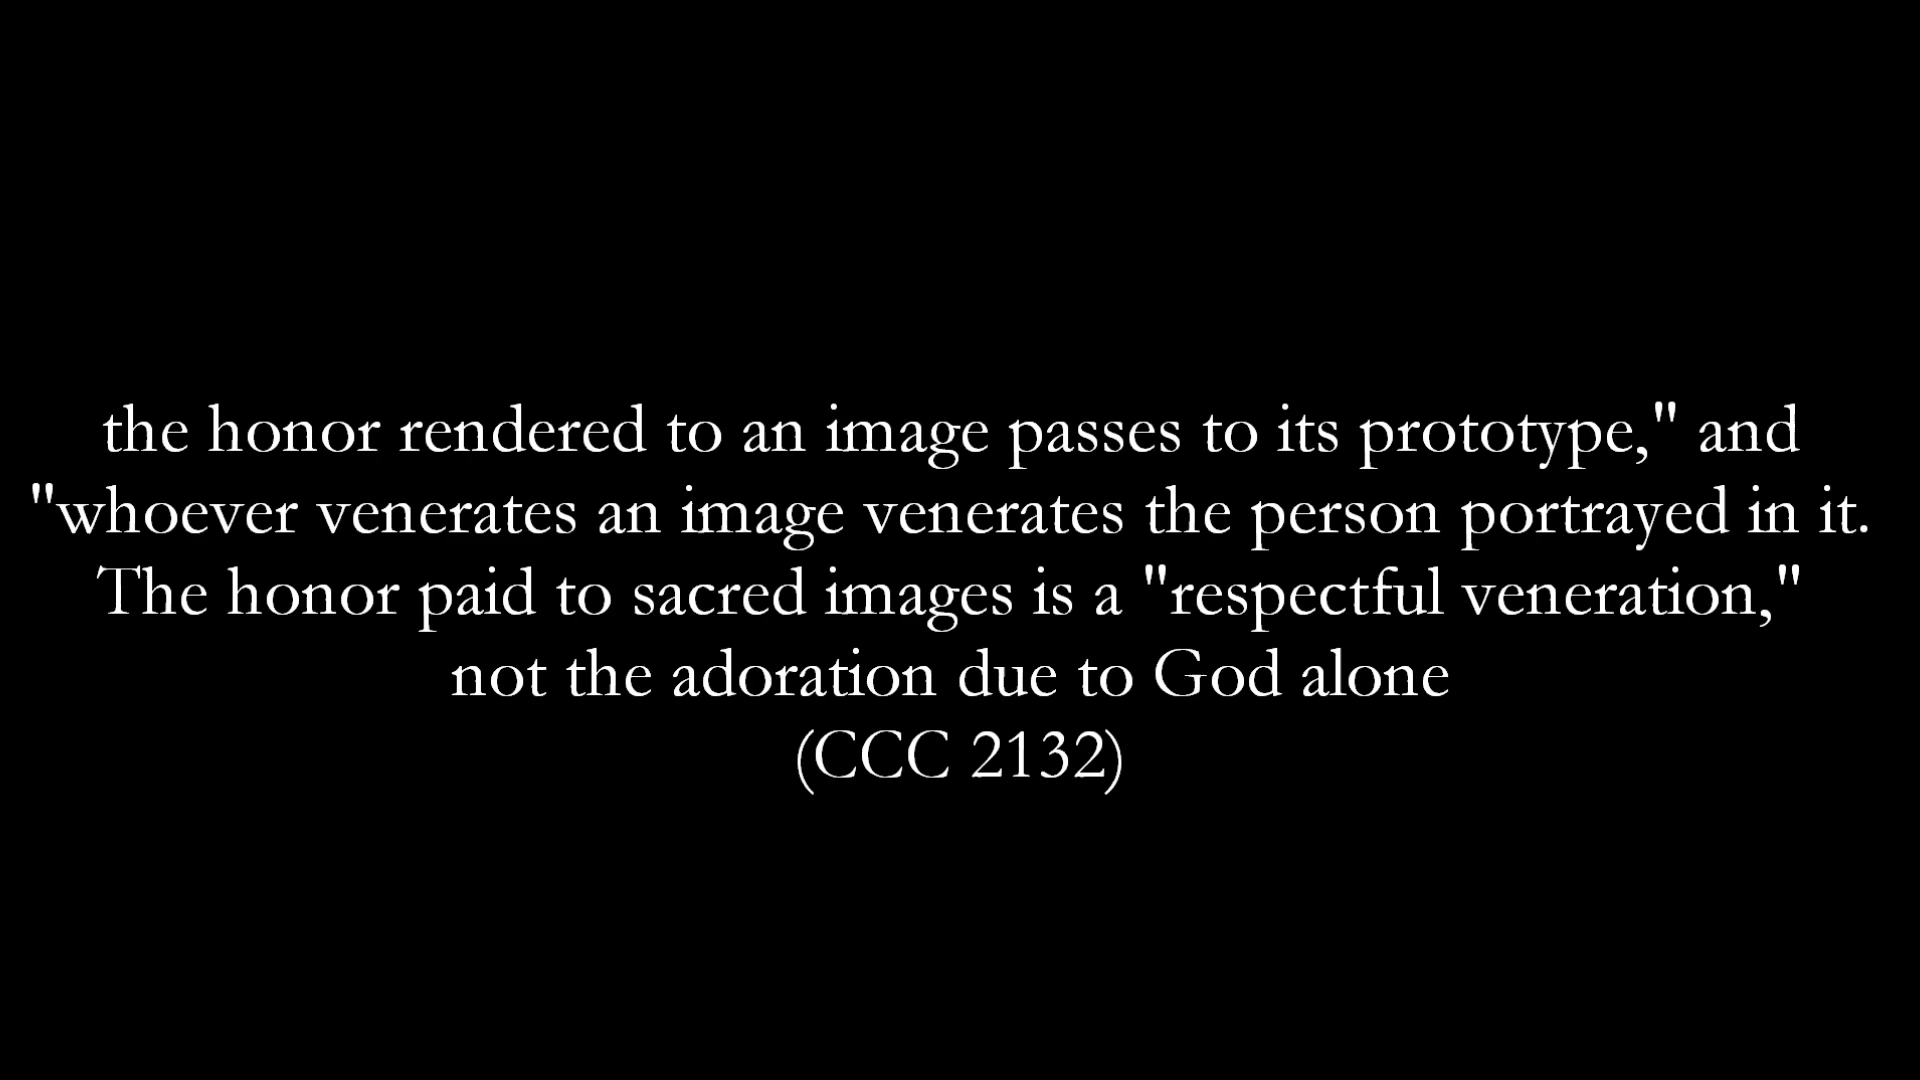 the honor rendered to an image passes to its prototype," and
"whoever venerates an image venerates the person portrayed in it.
The honor paid to sacred images is a "respectful veneration,"
not the adoration due to God alone
(CCC 2132)